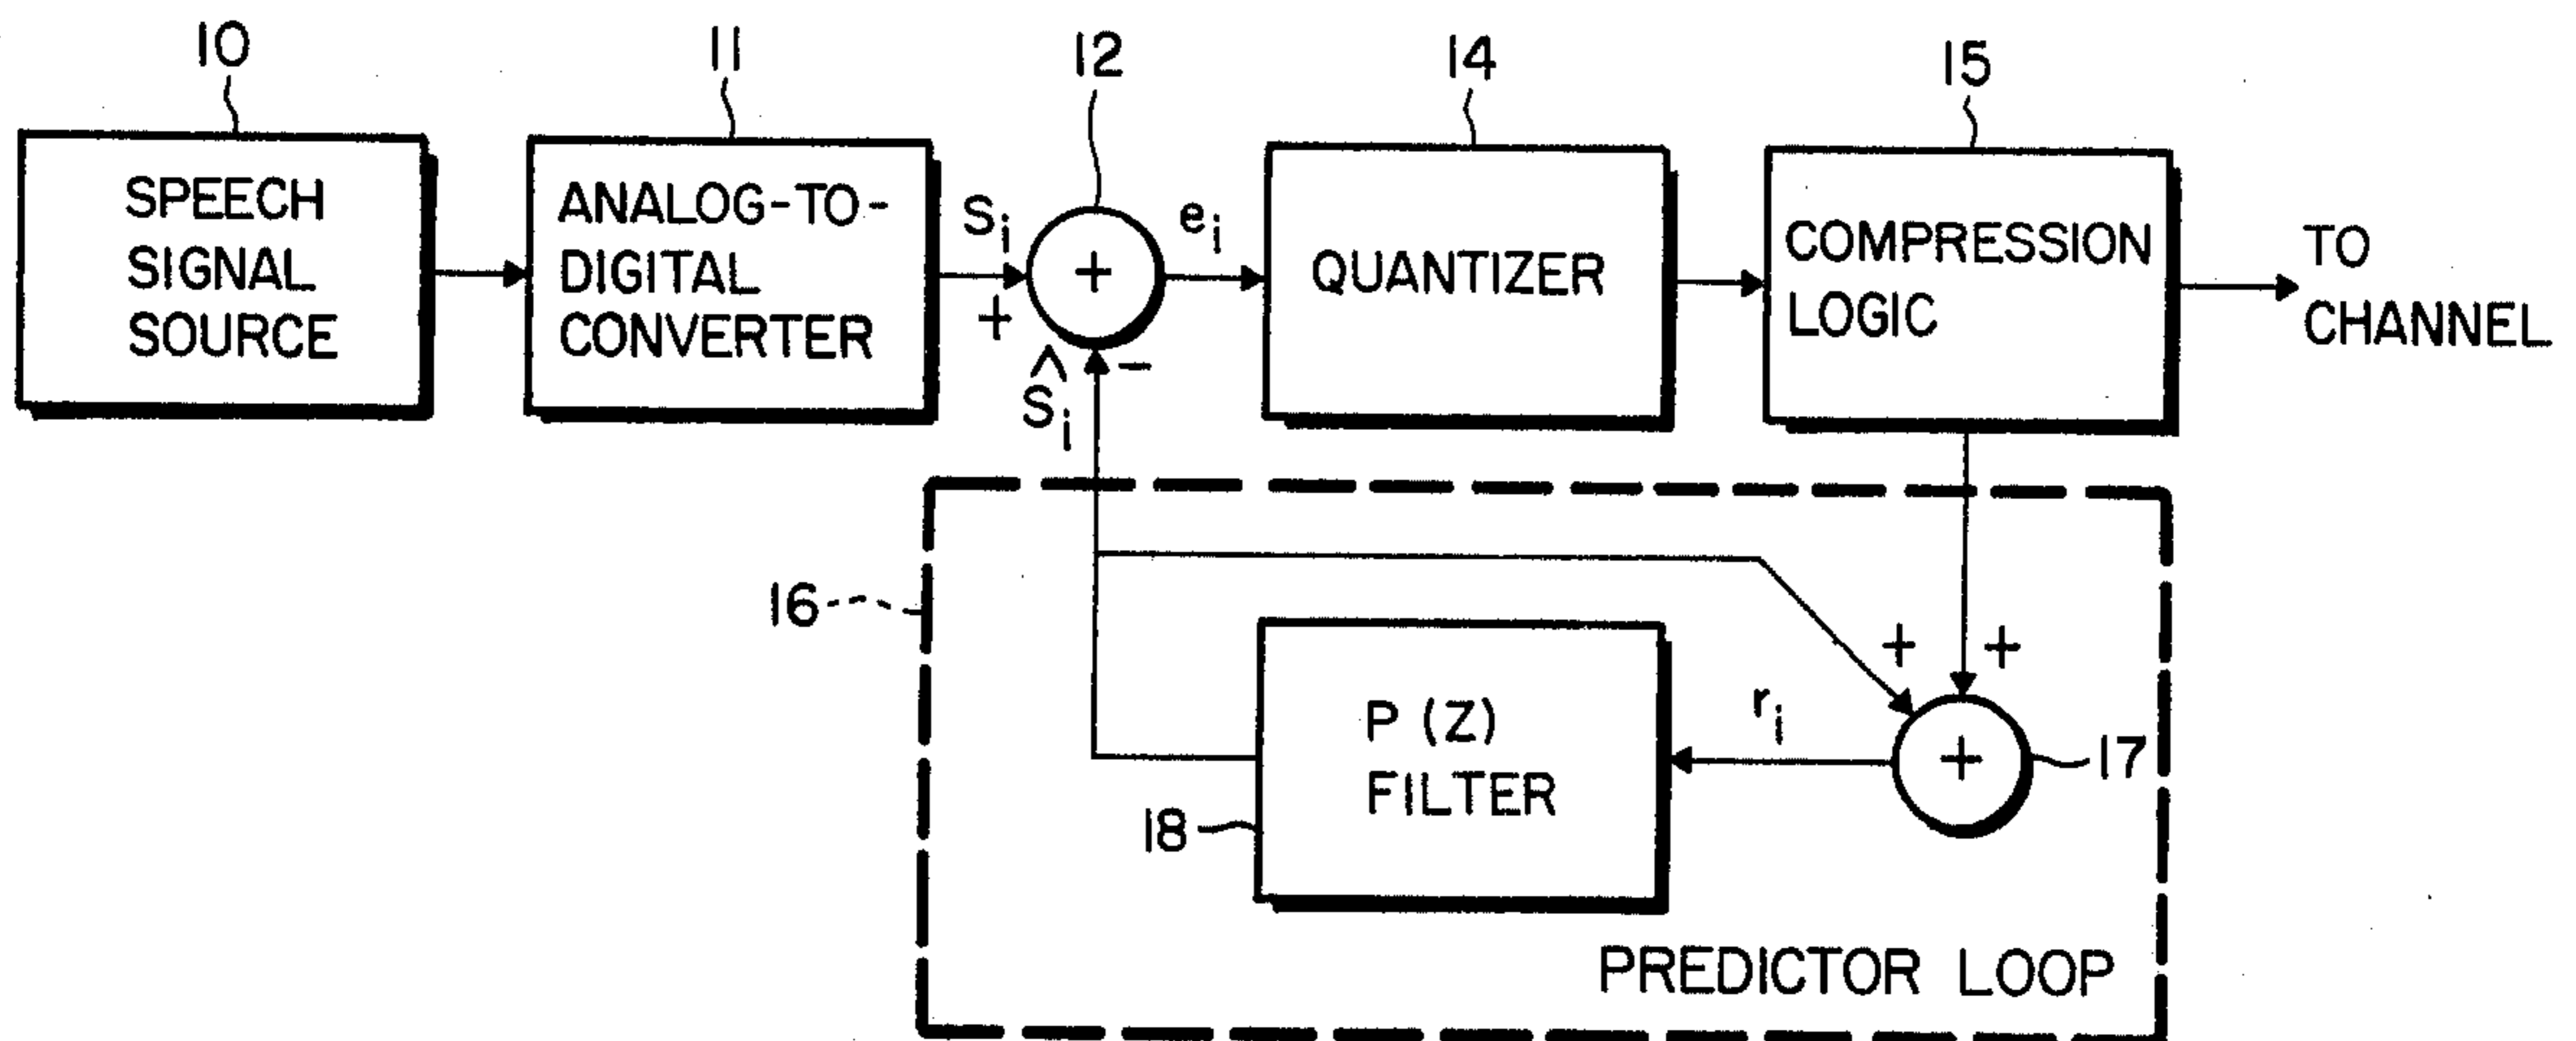 10
11
12
14
15
SPEECH
SIGNAL
SOURCE
ANALOG-TO-
DIGITAL
CONVERTER
Si
+
+
ei
QUANTIZER
COMPRESSION
LOGIC
TO
CHANNEL
Ŝi
-
16
+
+
P (Z)
FILTER
ri
+
17
18
PREDICTOR LOOP